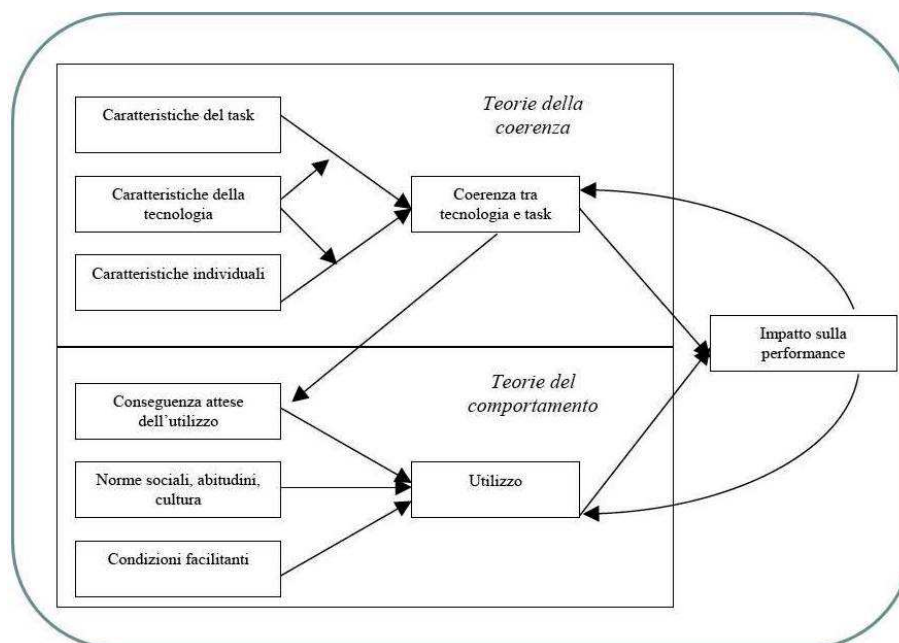 Teorie della
coerenza
Caratteristiche del task
Caratteristiche della
tecnologia
Caratteristiche individuali
Coerenza tra
tecnologia e task
Impatto sulla
performance
Teorie del
comportamento
Conseguenza attese
dell'utilizzo
Norme sociali, abitudini,
cultura
Condizioni facilitanti
Utilizzo